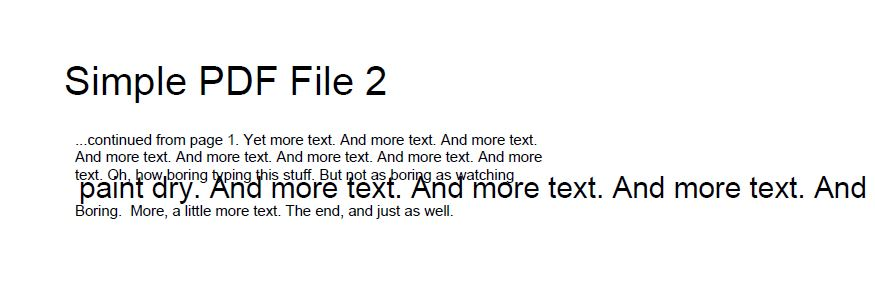 Simple PDF File 2
...continued from page 1. Yet more text. And more text. And more text.
And more text. And more text. And more text. And more text. And more
text. Oh, how boring typing this stuff. But not as boring as watching
paint dry. And more text. And more text. And more text. And
Boring.  More, a little more text. The end, and just as well.